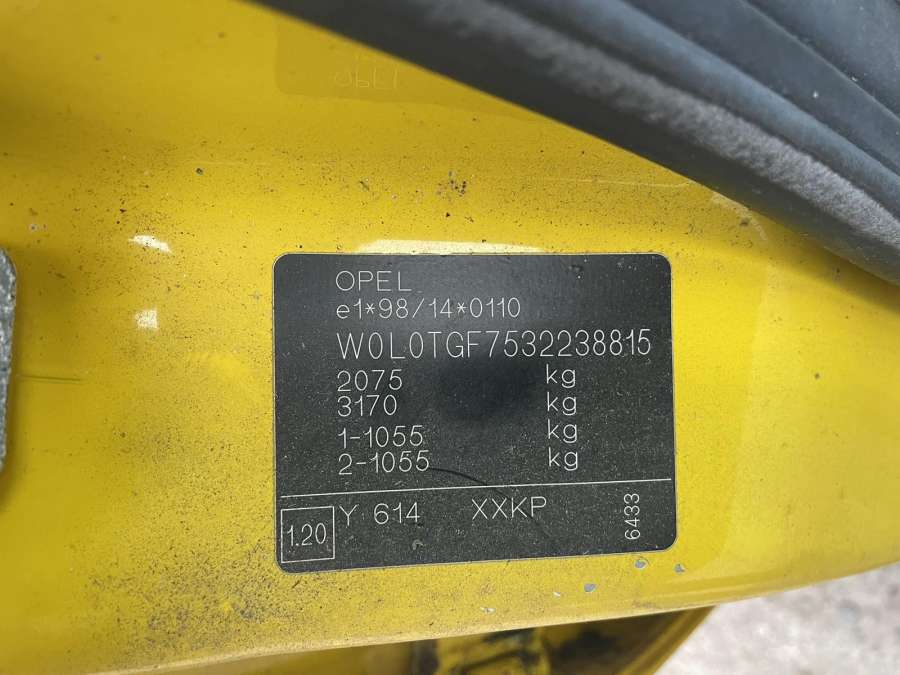 OPEL
e1*98/14*0110
W0L0TGF7532238815
2075 kg
3170 kg
1-1055 kg
2-1055 kg
1.20 Y 614 XXKP 6433